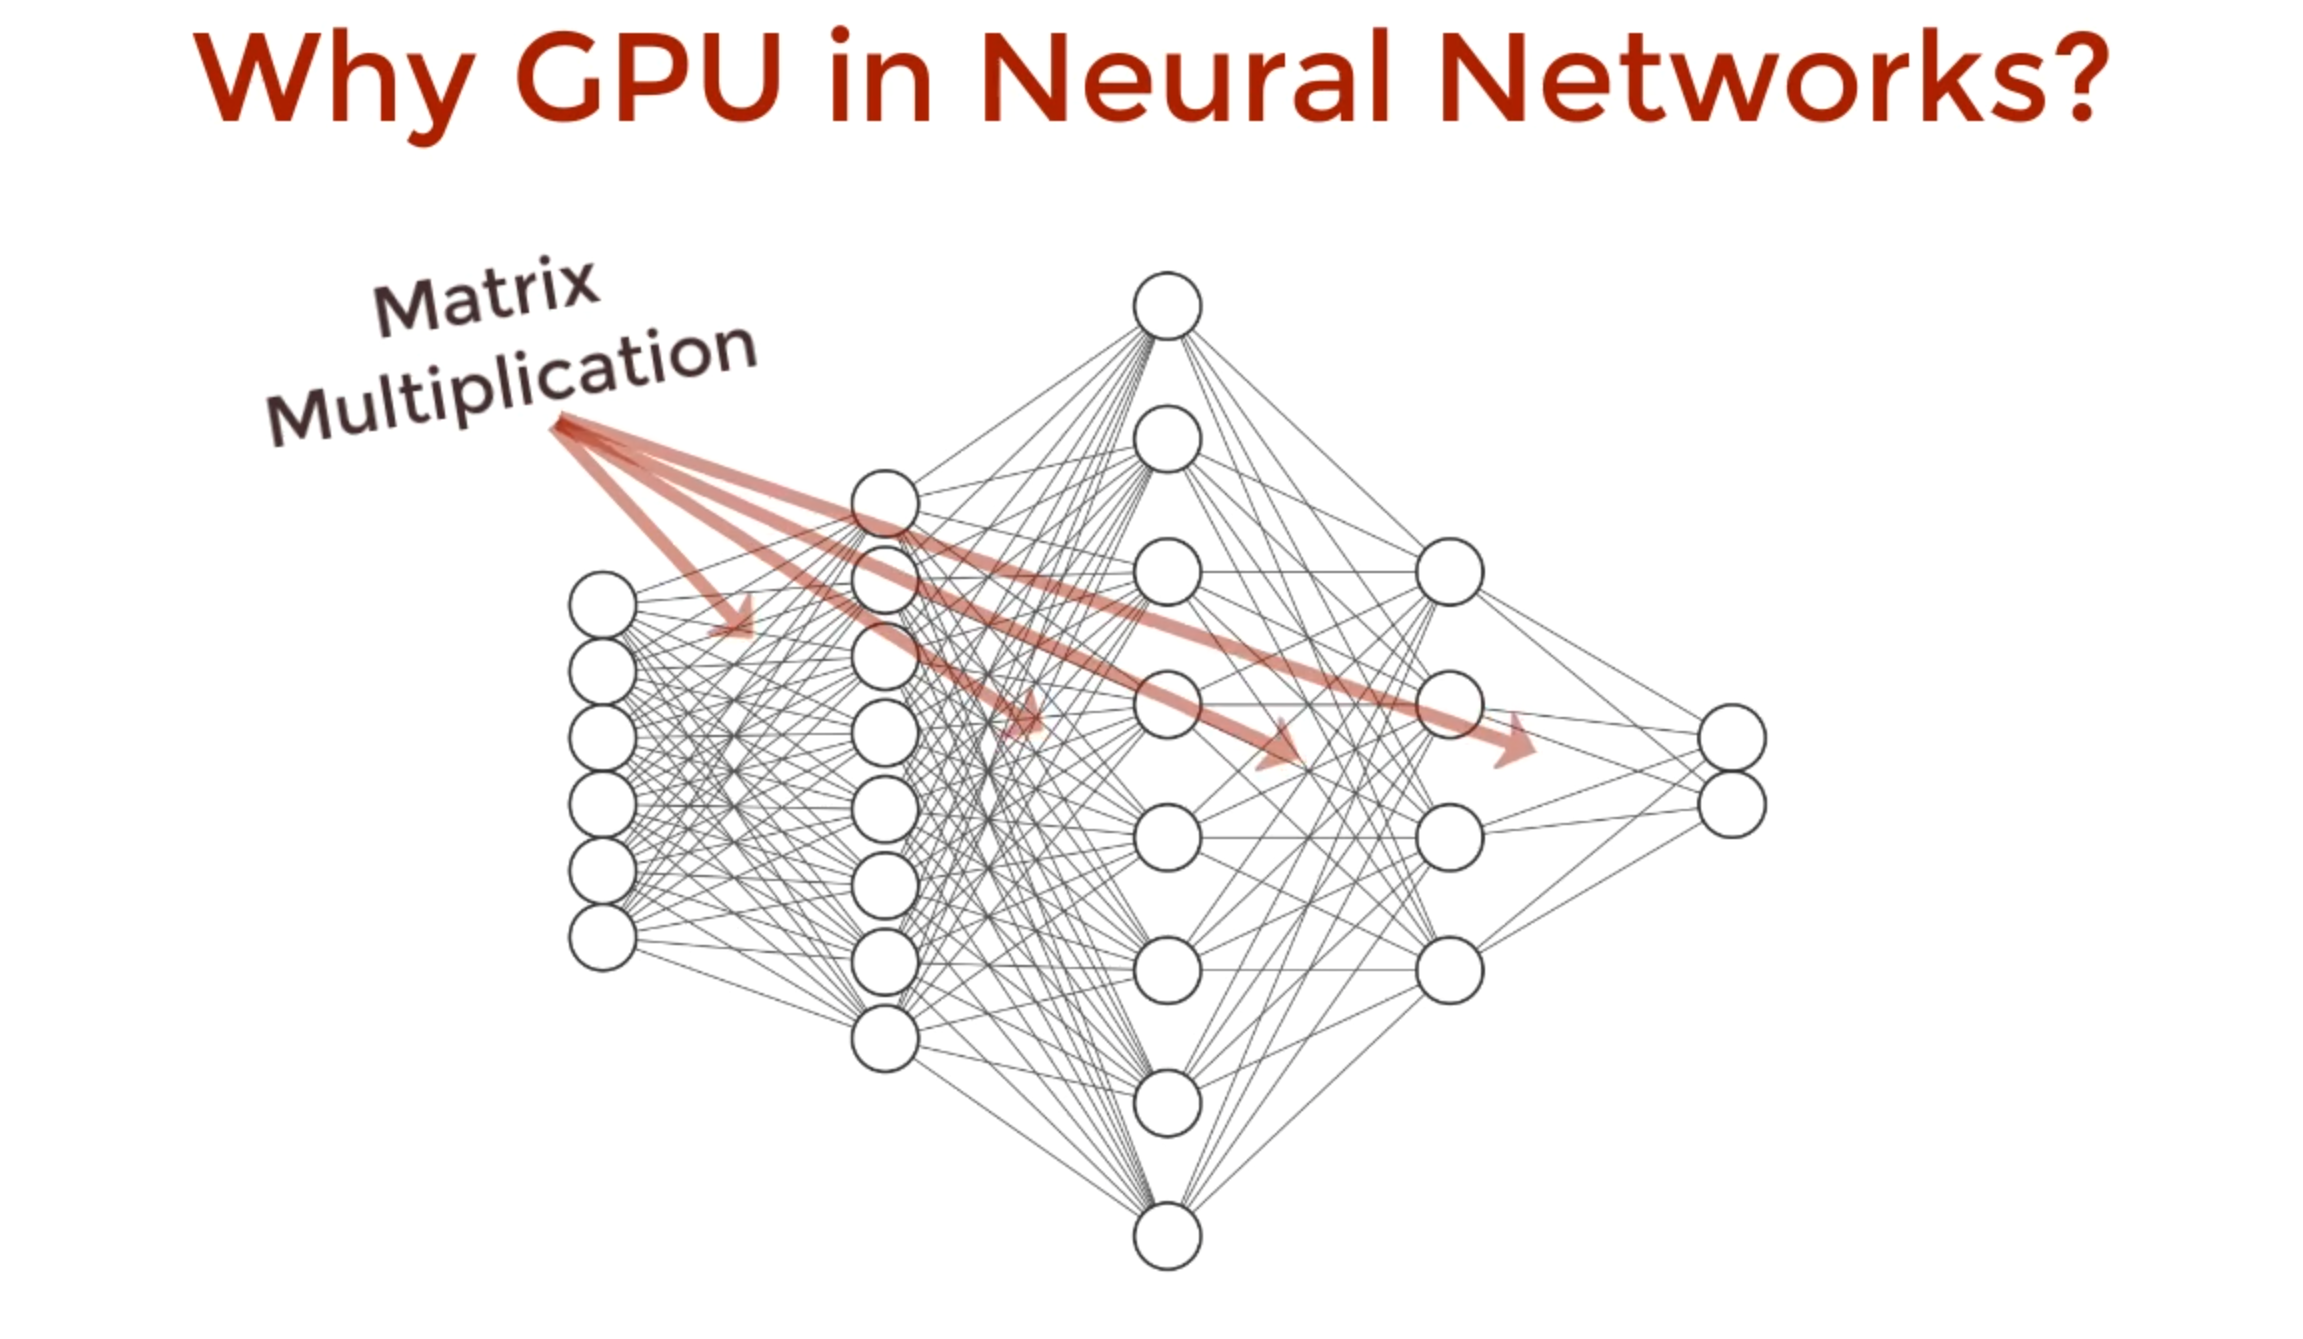 Why GPU in Neural Networks?
Matrix
Multiplication